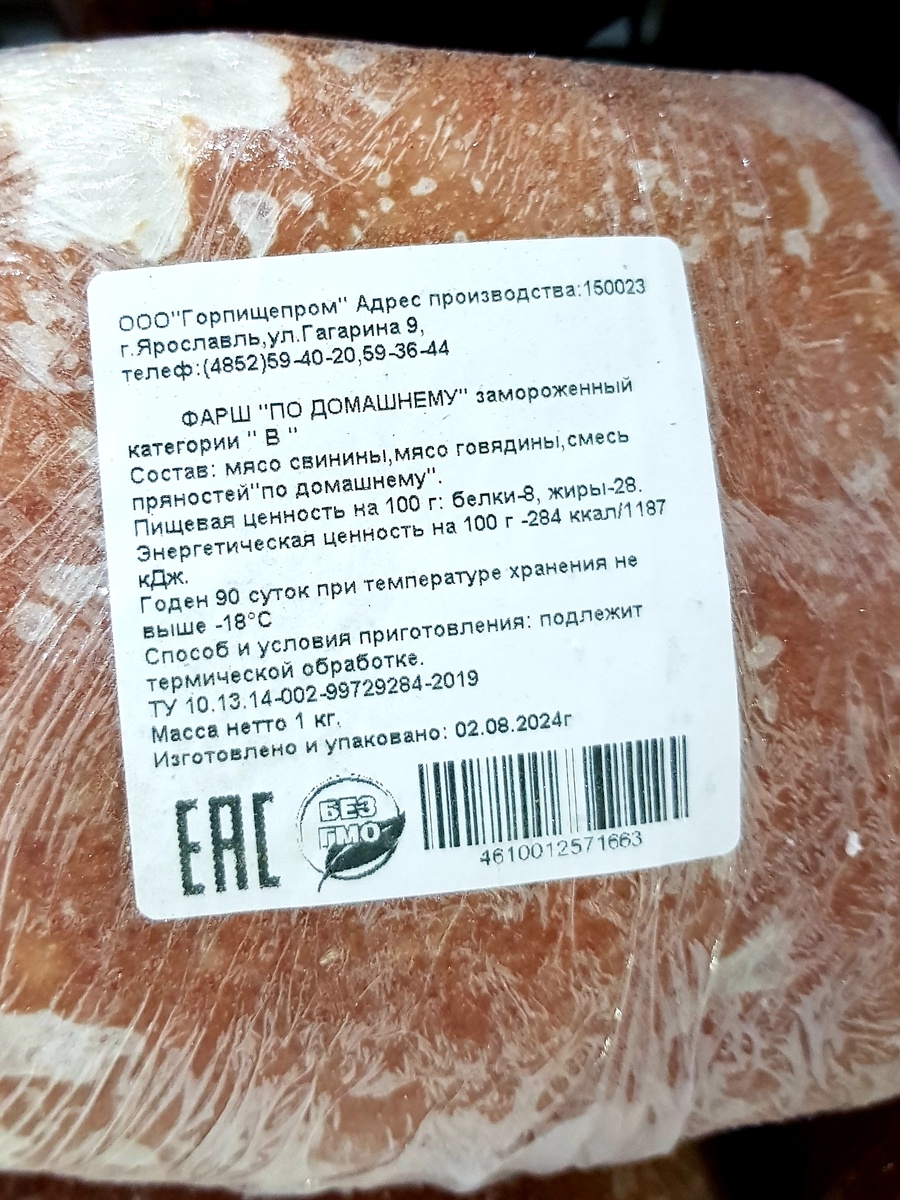 ООО"Горпищепром" Адрес производства:150023
г.Ярославль,ул.Гагарина 9,
телеф:(4852)59-40-20,59-36-44
ФАРШ "ПО ДОМАШНЕМУ" замороженный
категории " В "
Состав: мясо свинины,мясо говядины,смесь
пряностей"по домашнему".
Пищевая ценность на 100 г: белки-8, жиры-28.
Энергетическая ценность на 100 г -284 ккал/1187
кДж.
Годен 90 суток при температуре хранения не
выше -18°С
Способ и условия приготовления: подлежит
термической обработке.
ТУ 10.13.14-002-99729284-2019
Масса нетто 1 кг.
Изготовлено и упаковано: 02.08.2024г
ЕАС
БЕЗ
ГМО
4610012571663